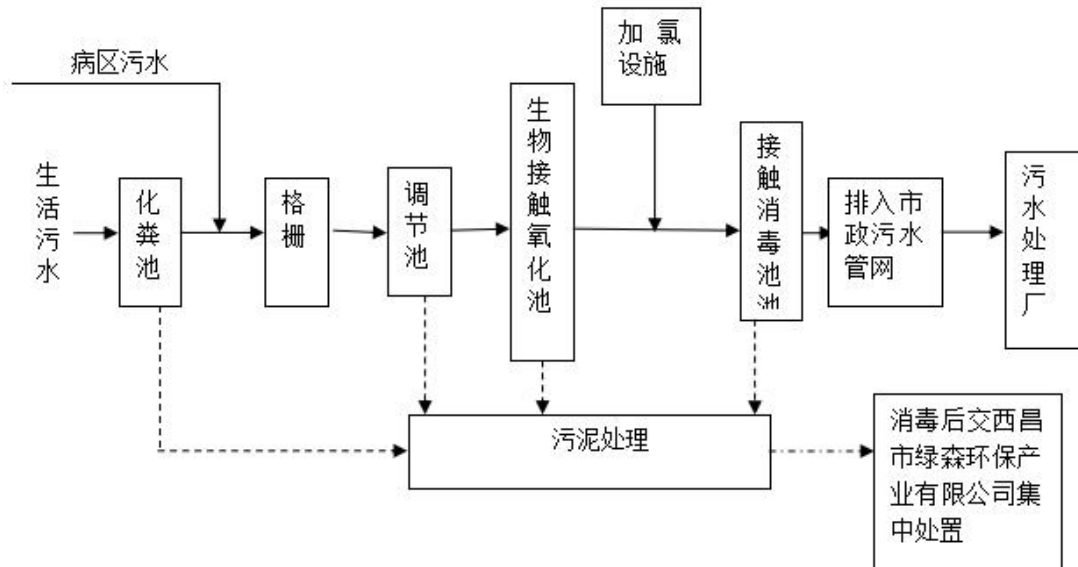 病区污水
加 氯
设施
生活污水
化粪池
格栅
调节池
生物接触氧化池
接触消毒池池
排入市
政污水
管网
污水处理厂
污泥处理
消毒后交西昌
市绿森环保产
业有限公司集
中处置